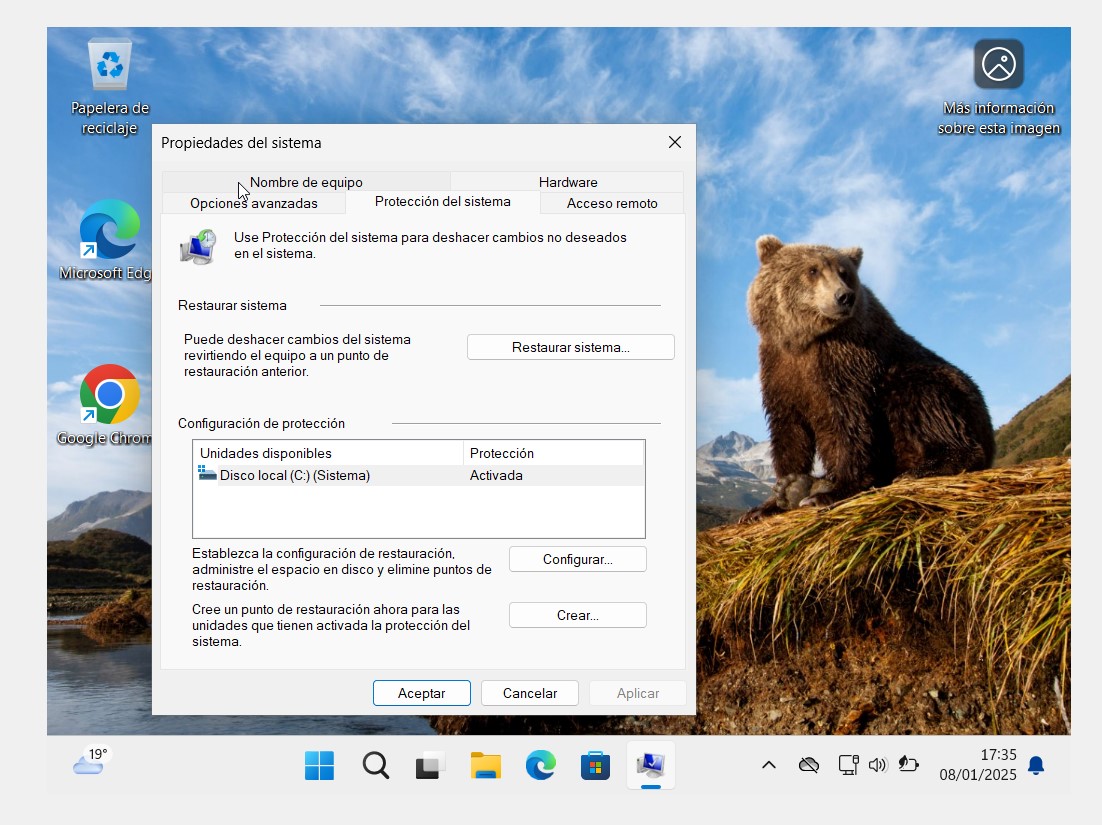 Papelera de
reciclaje
Más información
sobre esta imagen
Microsoft Edg
Google Chrom
Propiedades del sistema
Nombre de equipo
Hardware
Opciones avanzadas
Protección del sistema
Acceso remoto
Use Protección del sistema para deshacer cambios no deseados
en el sistema.
Restaurar sistema
Puede deshacer cambios del sistema
revirtiendo el equipo a un punto de
restauración anterior.
Restaurar sistema...
Configuración de protección
Unidades disponibles
Protección
Disco local (C:) (Sistema)
Activada
Establezca la configuración de restauración,
administre el espacio en disco y elimine puntos de
restauración.
Configurar...
Cree un punto de restauración ahora para las
unidades que tienen activada la protección del
sistema.
Crear...
Aceptar
Cancelar
Aplicar
19°
17:35
08/01/2025